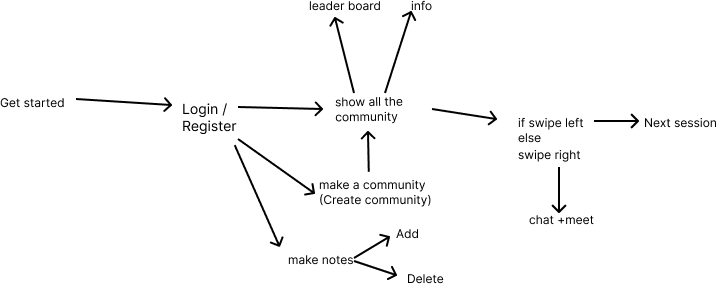 leader board
info
Get started
Login /
Register
show all the
community
if swipe left
else
swipe right
Next session
make a community
(Create community)
chat +meet
make notes
Add
Delete